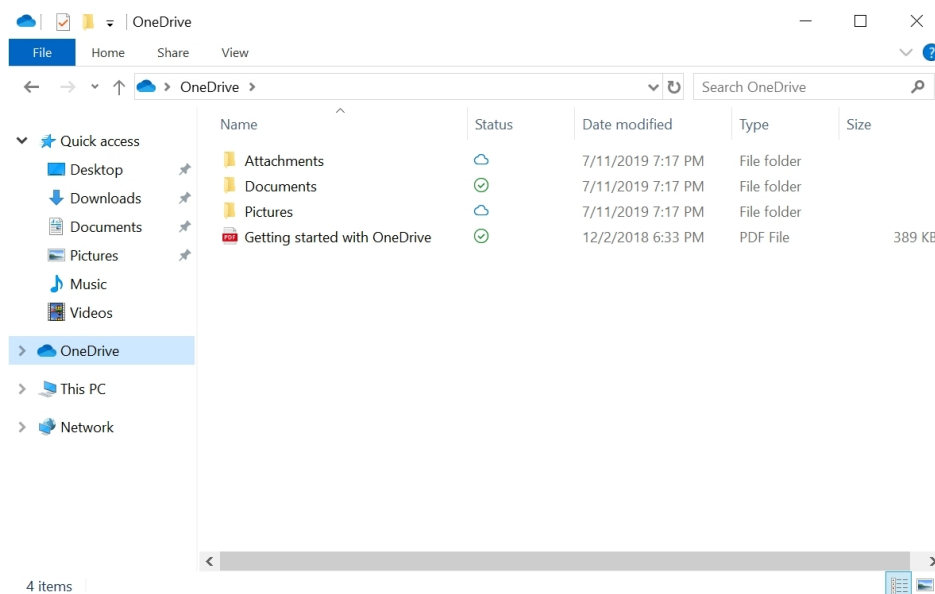 OneDrive
File Home Share View ?
OneDrive Search OneDrive
Name Status Date modified Type Size
Quick access
Desktop
Downloads
Documents
Pictures
Music
Videos
OneDrive
This PC
Network
Attachments 7/11/2019 7:17 PM File folder
Documents 7/11/2019 7:17 PM File folder
Pictures 7/11/2019 7:17 PM File folder
PDF Getting started with OneDrive 12/2/2018 6:33 PM PDF File 389 KB
4 items